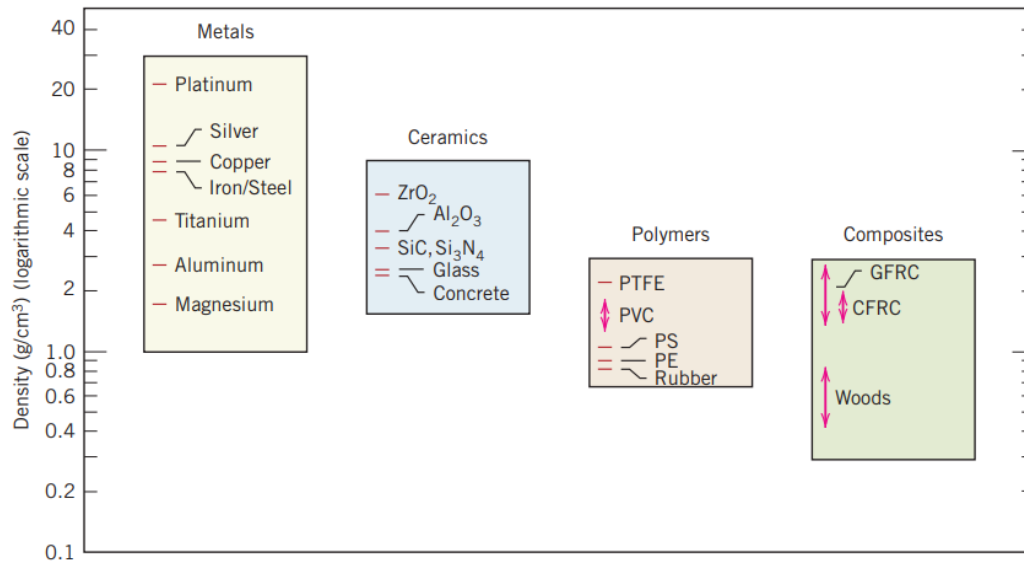 Density (g/cm³) (logarithmic scale)
40
20
10
8
6
4
2
1.0
0.8
0.6
0.4
0.2
0.1
Metals
Platinum
Silver
Copper
Iron/Steel
Titanium
Aluminum
Magnesium
Ceramics
ZrO₂
Al₂O₃
SiC, Si₃N₄
Glass
Concrete
Polymers
PTFE
PVC
PS
PE
Rubber
Composites
GFRC
CFRC
Woods